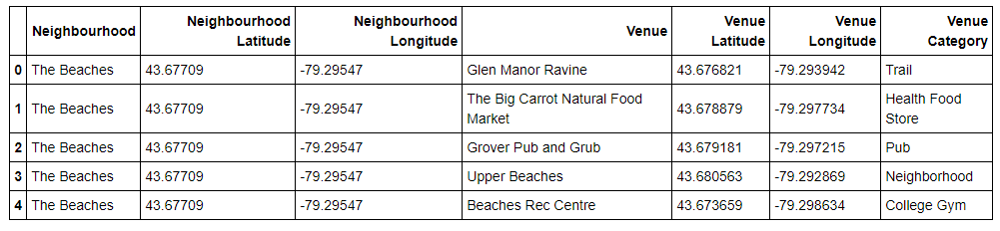 Neighbourhood Neighbourhood Latitude Neighbourhood Longitude Venue Venue Latitude Venue Longitude Venue Category
0 The Beaches 43.67709 -79.29547 Glen Manor Ravine 43.676821 -79.293942 Trail
1 The Beaches 43.67709 -79.29547 The Big Carrot Natural Food Market 43.678879 -79.297734 Health Food Store
2 The Beaches 43.67709 -79.29547 Grover Pub and Grub 43.679181 -79.297215 Pub
3 The Beaches 43.67709 -79.29547 Upper Beaches 43.680563 -79.292869 Neighborhood
4 The Beaches 43.67709 -79.29547 Beaches Rec Centre 43.673659 -79.298634 College Gym